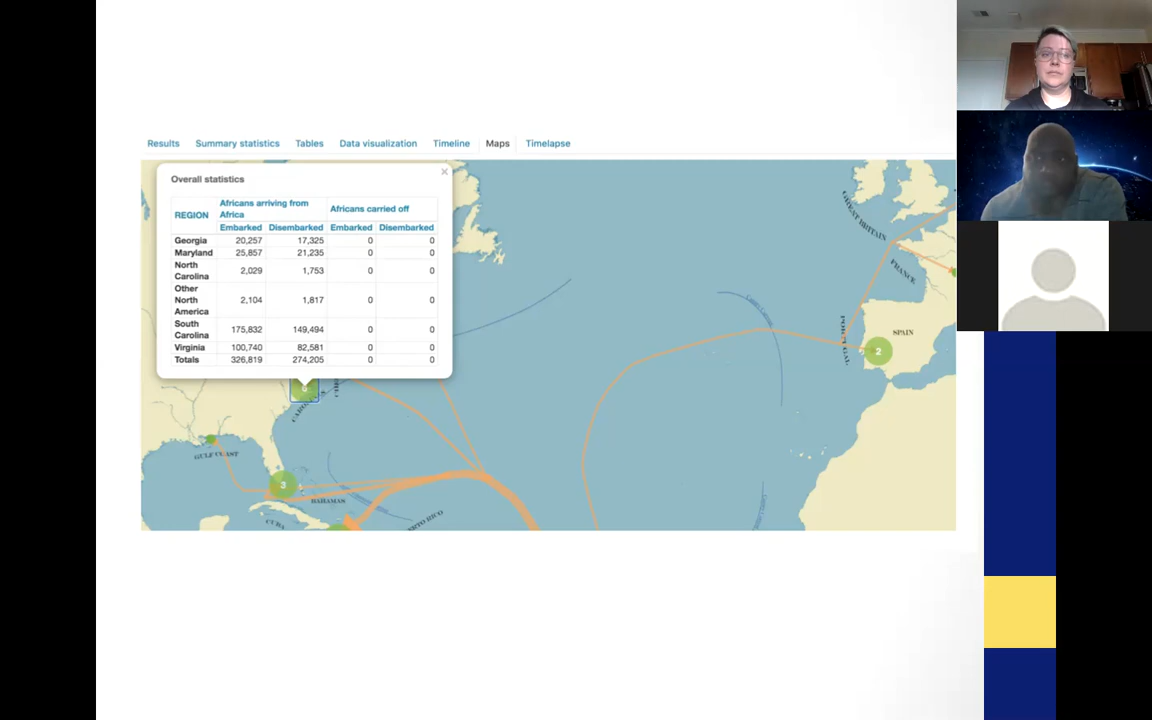 Results Summary statistics Tables Data visualization Timeline Maps Timelapse
Overall statistics ×
REGION Africans arriving from Africa Africans carried off
Embarked Disembarked Embarked Disembarked
Georgia 20,257 17,325 0 0
Maryland 25,857 21,235 0 0
North Carolina 2,029 1,753 0 0
Other North America 2,104 1,817 0 0
South Carolina 175,832 149,494 0 0
Virginia 100,740 82,581 0 0
Totals 326,819 274,205 0 0
GREAT BRITAIN
FRANCE
PORTUGAL
SPAIN
2
GULF COAST
3
BAHAMAS
CUBA